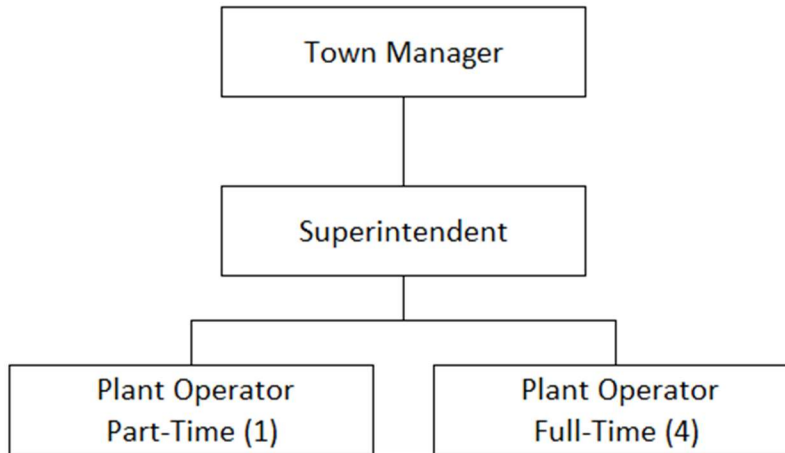 Town Manager
Superintendent
Plant Operator
Part-Time (1)
Plant Operator
Full-Time (4)